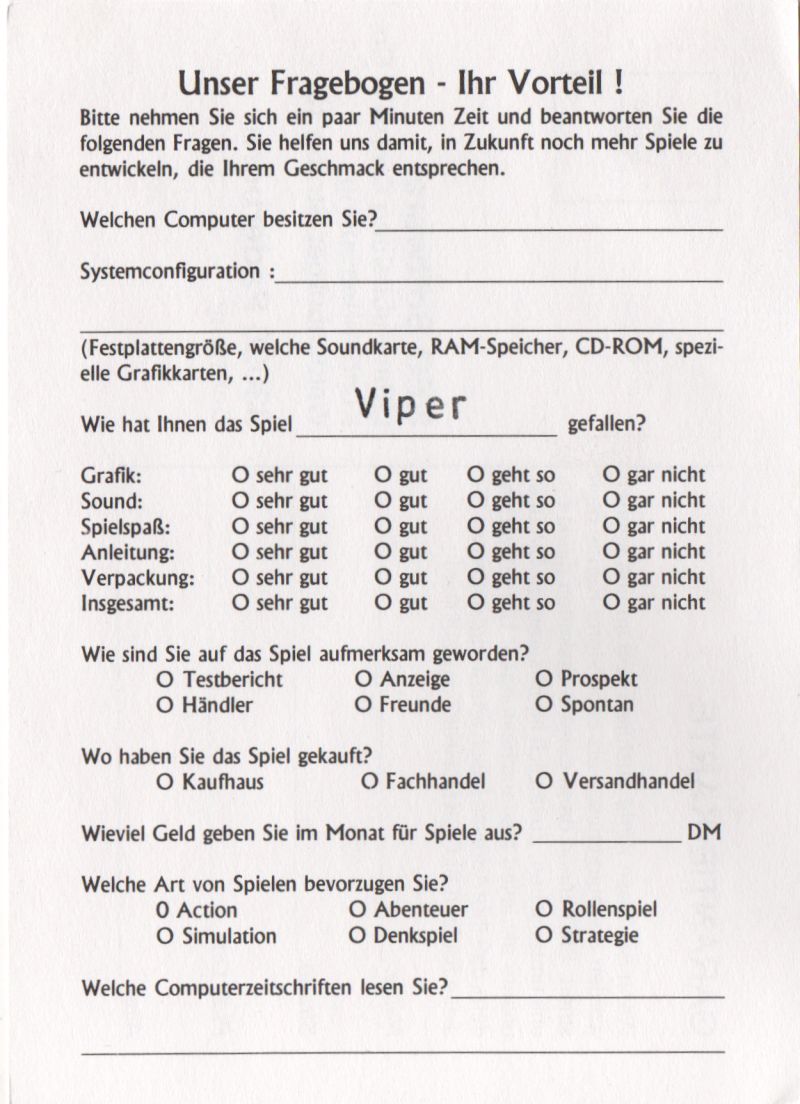 Unser Fragebogen - Ihr Vorteil !
Bitte nehmen Sie sich ein paar Minuten Zeit und beantworten Sie die
folgenden Fragen. Sie helfen uns damit, in Zukunft noch mehr Spiele zu
entwickeln, die Ihrem Geschmack entsprechen.
Welchen Computer besitzen Sie?
Systemconfiguration :
(Festplattengröße, welche Soundkarte, RAM-Speicher, CD-ROM, spezi-
elle Grafikkarten, ...)
Wie hat Ihnen das Spiel Viper gefallen?
Grafik: O sehr gut O gut O geht so O gar nicht
Sound: O sehr gut O gut O geht so O gar nicht
Spielspaß: O sehr gut O gut O geht so O gar nicht
Anleitung: O sehr gut O gut O geht so O gar nicht
Verpackung: O sehr gut O gut O geht so O gar nicht
Insgesamt: O sehr gut O gut O geht so O gar nicht
Wie sind Sie auf das Spiel aufmerksam geworden?
O Testbericht O Anzeige O Prospekt
O Händler O Freunde O Spontan
Wo haben Sie das Spiel gekauft?
O Kaufhaus O Fachhandel O Versandhandel
Wieviel Geld geben Sie im Monat für Spiele aus? DM
Welche Art von Spielen bevorzugen Sie?
0 Action O Abenteuer O Rollenspiel
O Simulation O Denkspiel O Strategie
Welche Computerzeitschriften lesen Sie?